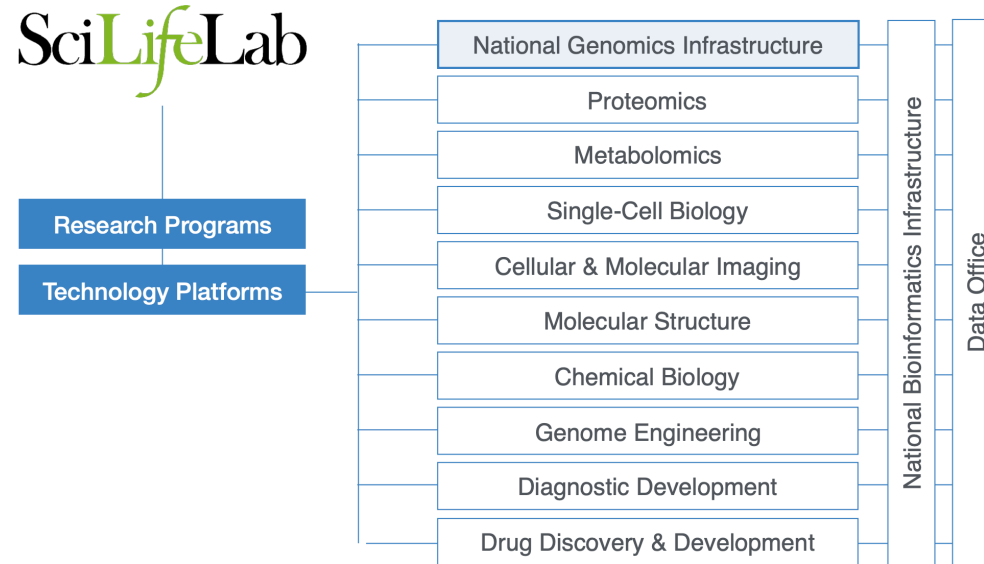 SciLifeLab
Research Programs
Technology Platforms
National Genomics Infrastructure
Proteomics
Metabolomics
Single-Cell Biology
Cellular & Molecular Imaging
Molecular Structure
Chemical Biology
Genome Engineering
Diagnostic Development
Drug Discovery & Development
National Bioinformatics Infrastructure
Data Office